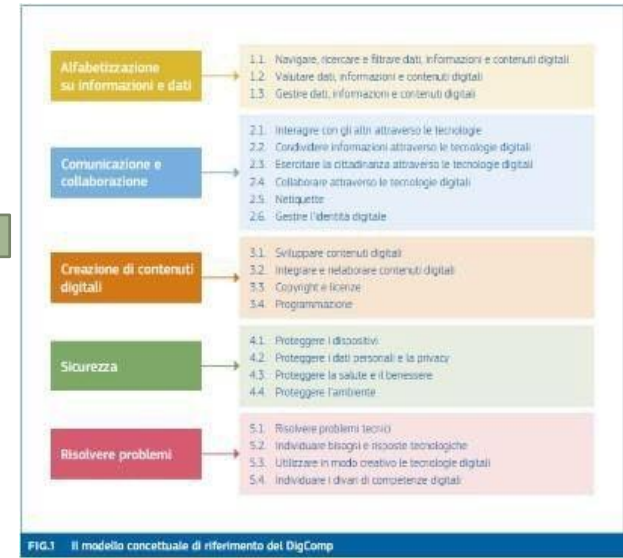 Alfabetizzazione
su informazioni e dati
1.1. Navigare, ricercare e filtrare dati, informazioni e contenuti digitali
1.2. Valutare dati, informazioni e contenuti digitali
1.3. Gestire dati, informazioni e contenuti digitali
Comunicazione e
collaborazione
2.1. Interagire con gli altri attraverso le tecnologie
2.2. Condividere informazioni attraverso le tecnologie digitali
2.3. Esercitare la cittadinanza attraverso le tecnologie digitali
2.4. Collaborare attraverso le tecnologie digitali
2.5. Netiquette
2.6. Gestire l'identità digitale
Creazione di contenuti
digitali
3.1. Sviluppare contenuti digitali
3.2. Integrare e rielaborare contenuti digitali
3.3. Copyright e licenze
3.4. Programmazione
Sicurezza
4.1. Proteggere i dispositivi
4.2. Proteggere i dati personali e la privacy
4.3. Proteggere la salute e il benessere
4.4. Proteggere l'ambiente
Risolvere problemi
5.1. Risolvere problemi tecnici
5.2. Individuare bisogni e risposte tecnologiche
5.3. Utilizzare in modo creativo le tecnologie digitali
5.4. Individuare i divari di competenze digitali
FIG.1 Il modello concettuale di riferimento del DigComp